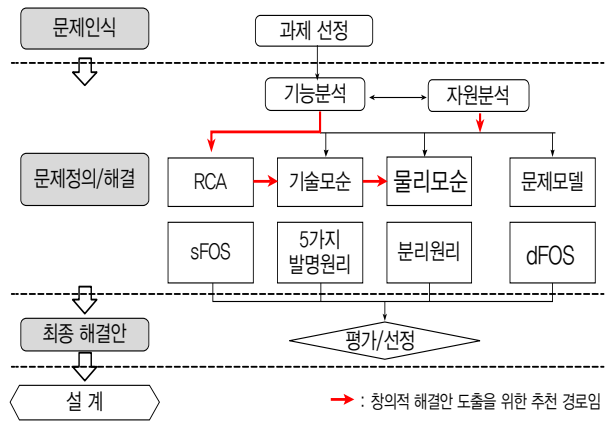 문제인식
과제 선정
기능분석
자원분석
문제정의/해결
RCA
기술모순
물리모순
문제모델
sFOS
5가지
발명원리
분리원리
dFOS
최종 해결안
평가/선정
설 계
: 창의적 해결안 도출을 위한 추천 경로임